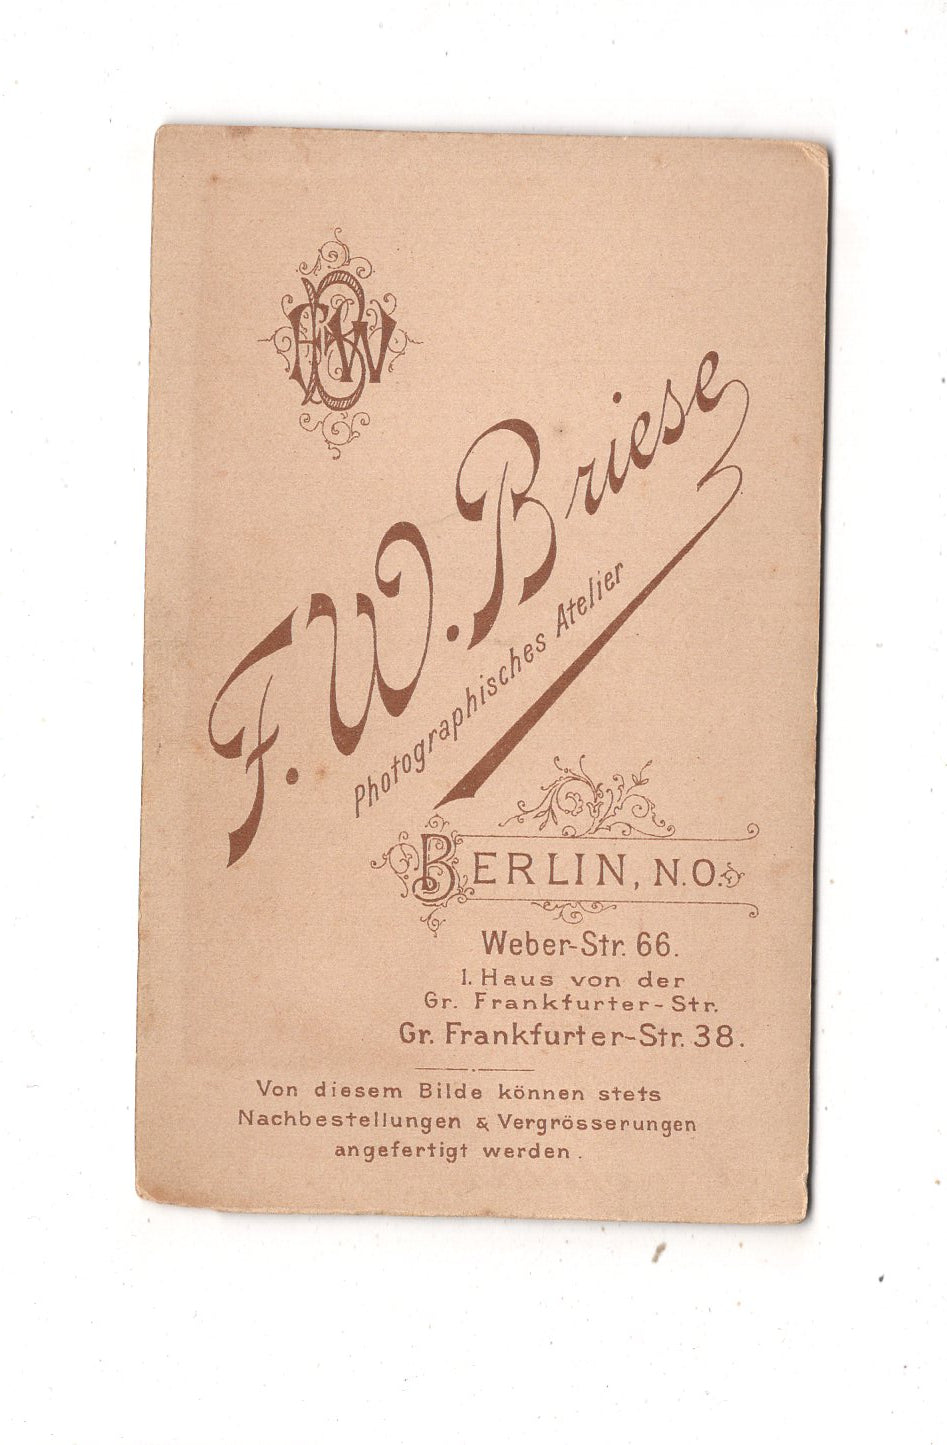 FWB
F. W. Briese
Photographisches Atelier
BERLIN, N.O.
Weber-Str. 66.
1. Haus von der
Gr. Frankfurter-Str.
Gr. Frankfurter-Str. 38.
Von diesem Bilde können stets
Nachbestellungen & Vergrösserungen
angefertigt werden.